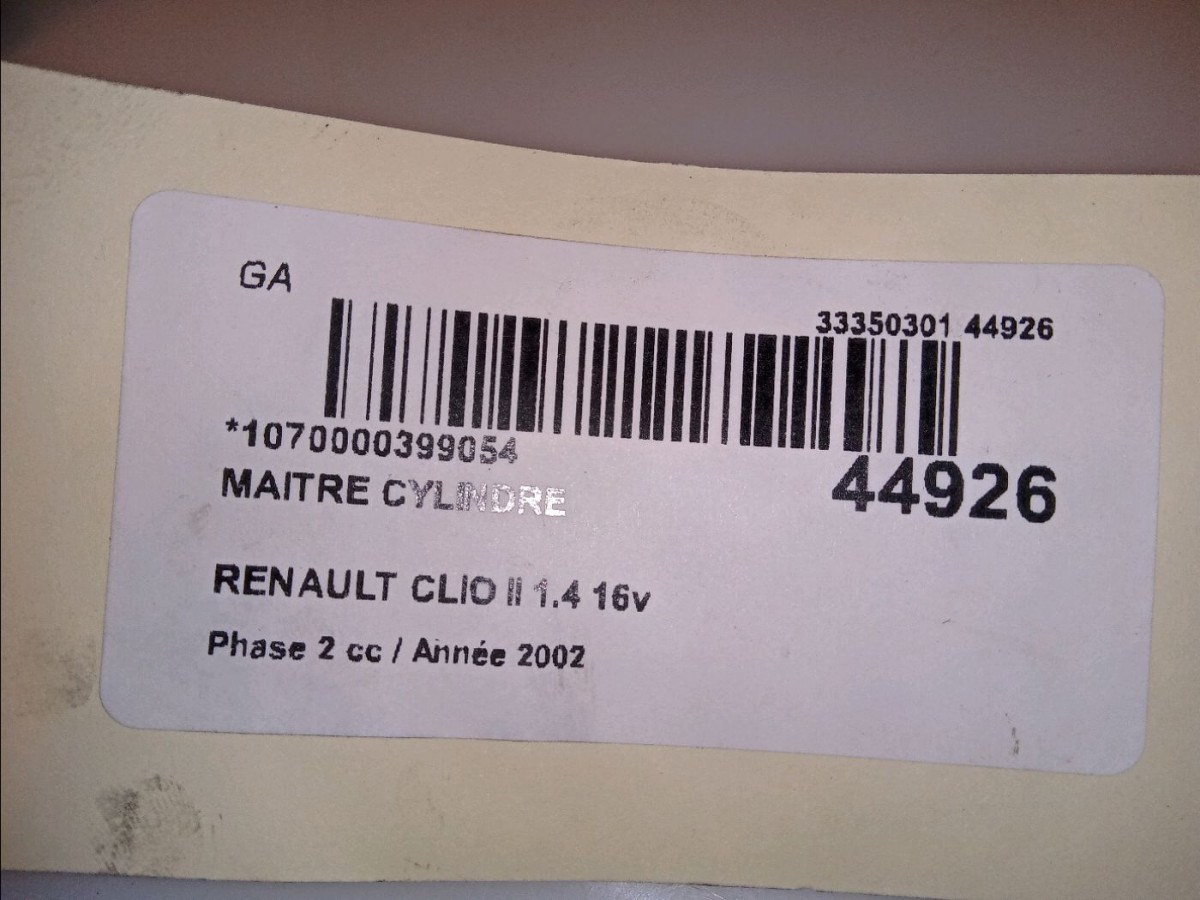 GA
33350301 44926
*1070000399054
MAITRE CYLINDRE
44926
RENAULT CLIO II 1.4 16v
Phase 2 cc / Année 2002